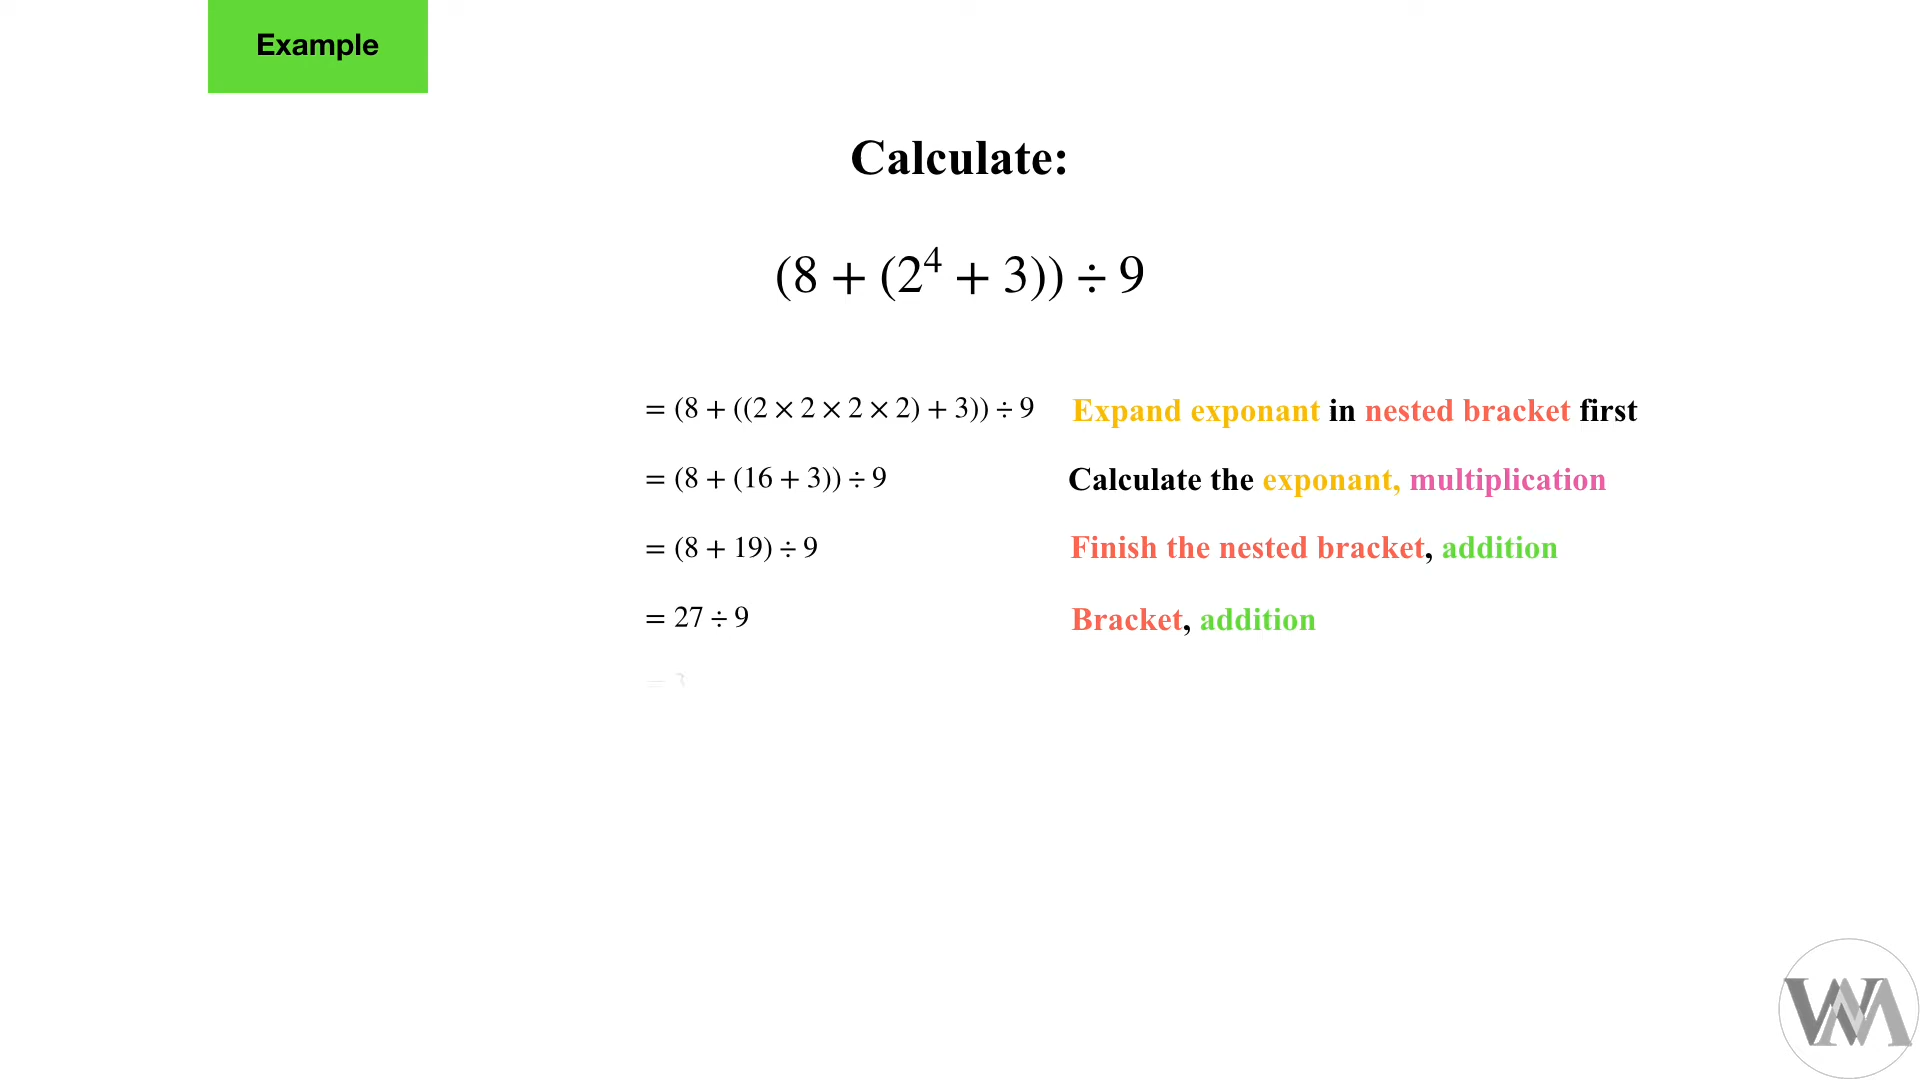 Example
Calculate:
(8 + (2⁴ + 3)) ÷ 9
= (8 + ((2 × 2 × 2 × 2) + 3)) ÷ 9 Expand exponant in nested bracket first
= (8 + (16 + 3)) ÷ 9 Calculate the exponant, multiplication
= (8 + 19) ÷ 9 Finish the nested bracket, addition
= 27 ÷ 9 Bracket, addition
= 3